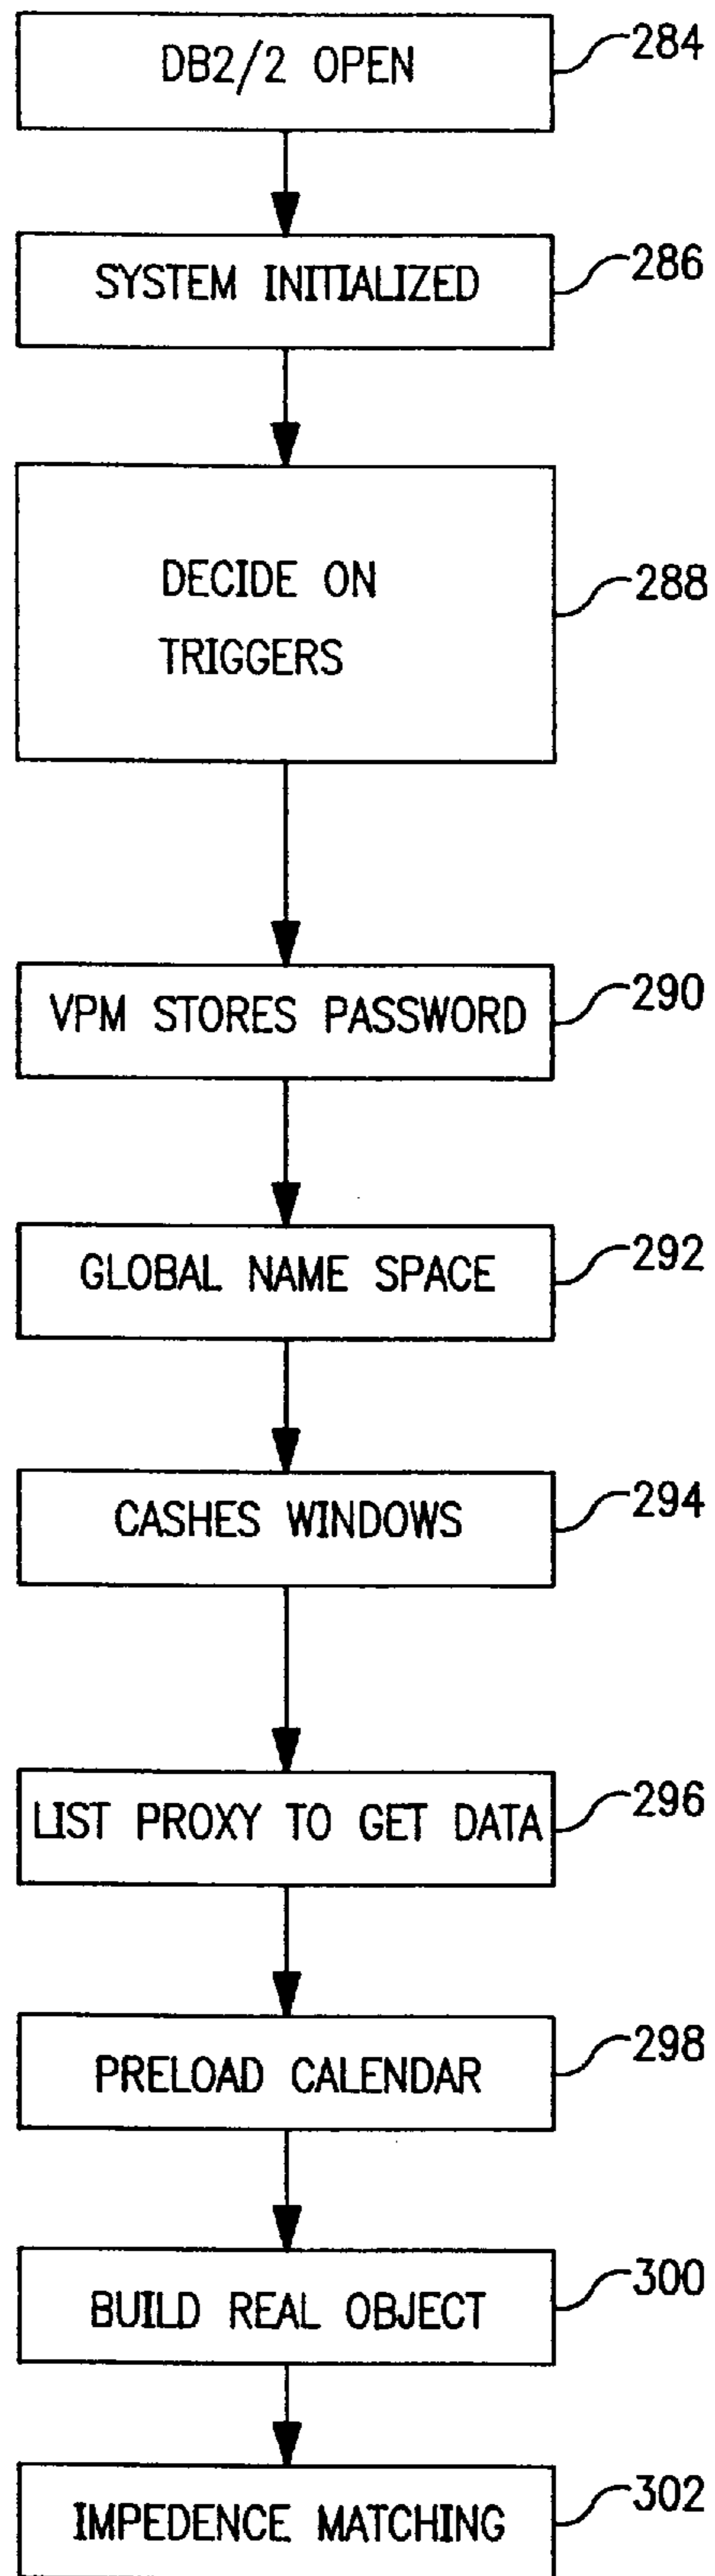 DB2/2 OPEN
284
SYSTEM INITIALIZED
286
DECIDE ON
TRIGGERS
288
VPM STORES PASSWORD
290
GLOBAL NAME SPACE
292
CASHES WINDOWS
294
LIST PROXY TO GET DATA
296
PRELOAD CALENDAR
298
BUILD REAL OBJECT
300
IMPEDENCE MATCHING
302